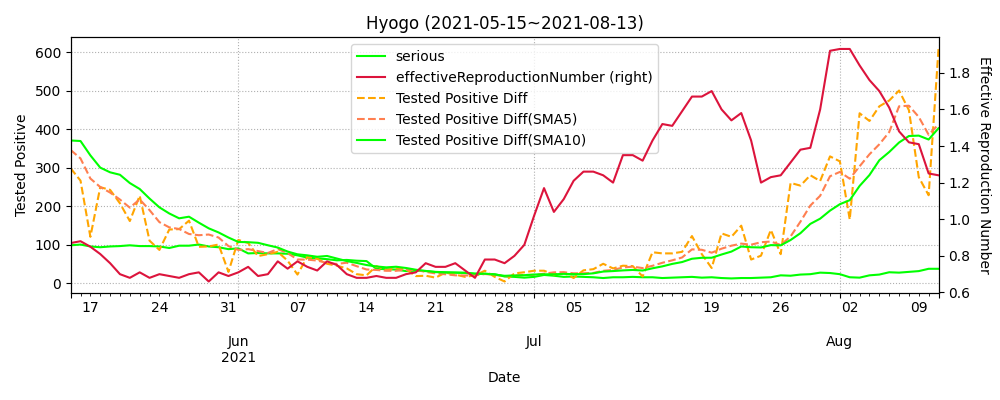 Hyogo (2021-05-15~2021-08-13)
serious
effectiveReproductionNumber (right)
Tested Positive Diff
Tested Positive Diff(SMA5)
Tested Positive Diff(SMA10)
Tested Positive
600
500
400
300
200
100
0
1.8
1.6
1.4
1.2
1.0
0.8
0.6
Effective Reproduction Number
17 24 07 14 21 28 05 12 19 26 02 09
Jun Jul Aug
2021
Date